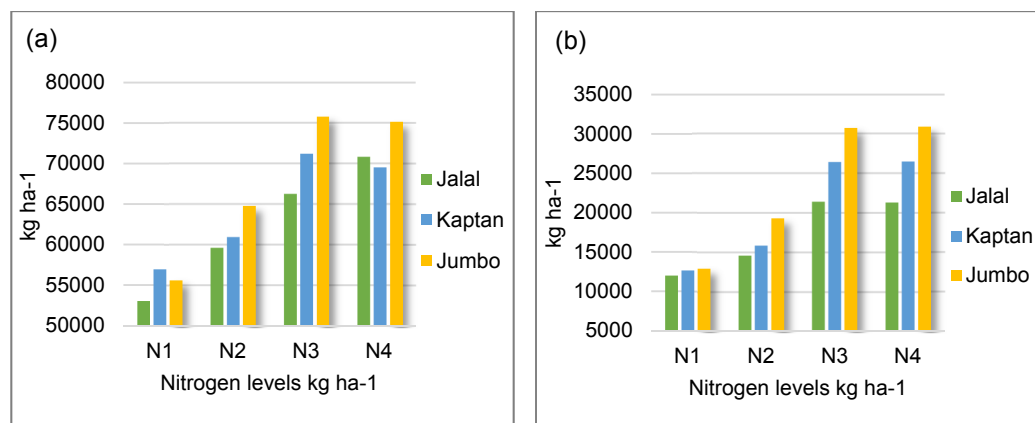 (a)
80000
75000
70000
65000
60000
55000
50000
kg ha-1
N1 N2 N3 N4
Nitrogen levels kg ha-1
Jalal
Kaptan
Jumbo
(b)
35000
30000
25000
20000
15000
10000
5000
kg ha-1
N1 N2 N3 N4
Nitrogen levels kg ha-1
Jalal
Kaptan
Jumbo